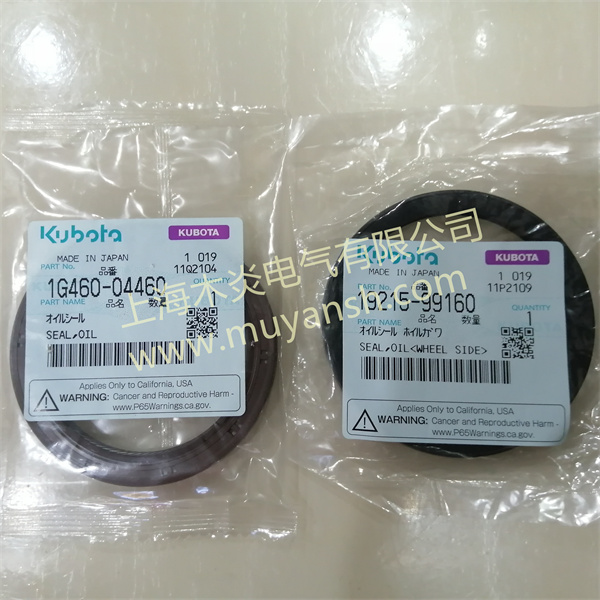 Kubota KUBOTA
MADE IN JAPAN 1 019
PART No. 品番 11Q2104
1G460-04460 QUANTITY
PART NAME 品名 数量 1
オイルシール
SEAL,OIL
Applies Only to California, USA
WARNING: Cancer and Reproductive Harm -
www.P65Warnings.ca.gov.
Kubota KUBOTA
MADE IN JAPAN 1 019
PART No. 品番 11P2109
19215-99160 QUANTITY
PART NAME 品名 数量 1
オイルシール ホイルガワ
SEAL,OIL<WHEEL SIDE>
Applies Only to California, USA
WARNING: Cancer and Reproductive Harm -
www.P65Warnings.ca.gov.
上海木炎电气有限公司